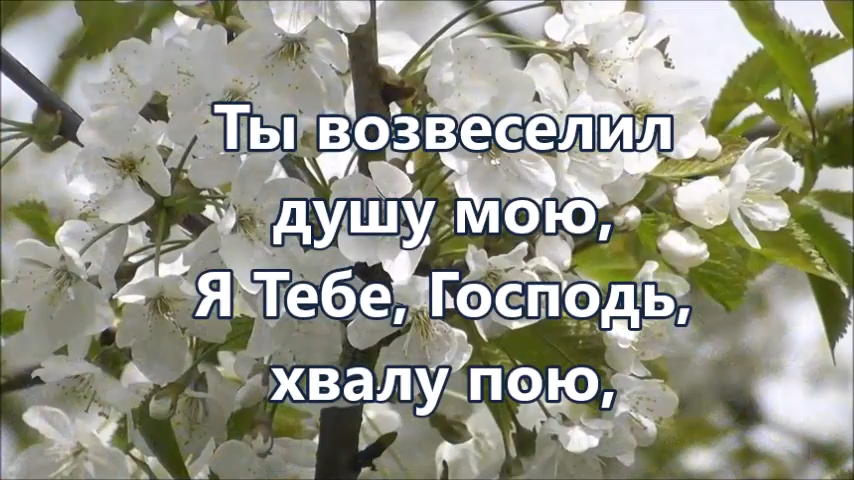 Ты возвеселил
душу мою,
Я Тебе, Господь,
хвалу пою,